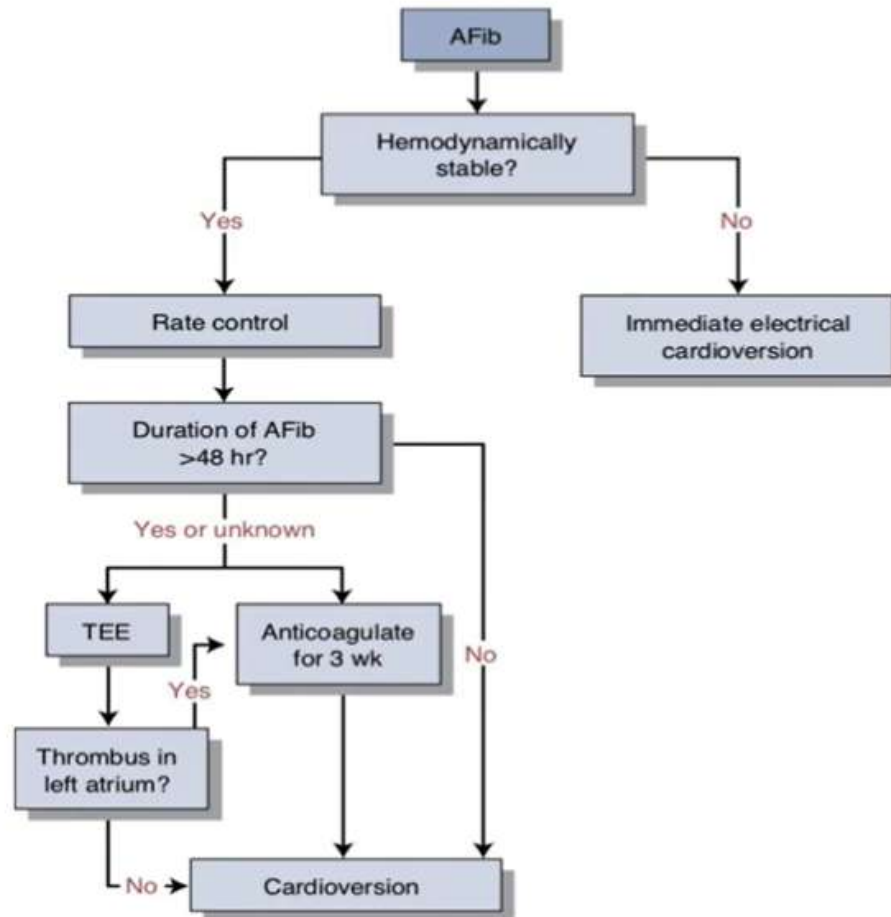 AFib
Hemodynamically
stable?
Yes
No
Rate control
Immediate electrical
cardioversion
Duration of AFib
>48 hr?
Yes or unknown
TEE
Anticoagulate
for 3 wk
No
Yes
Thrombus in
left atrium?
No
Cardioversion